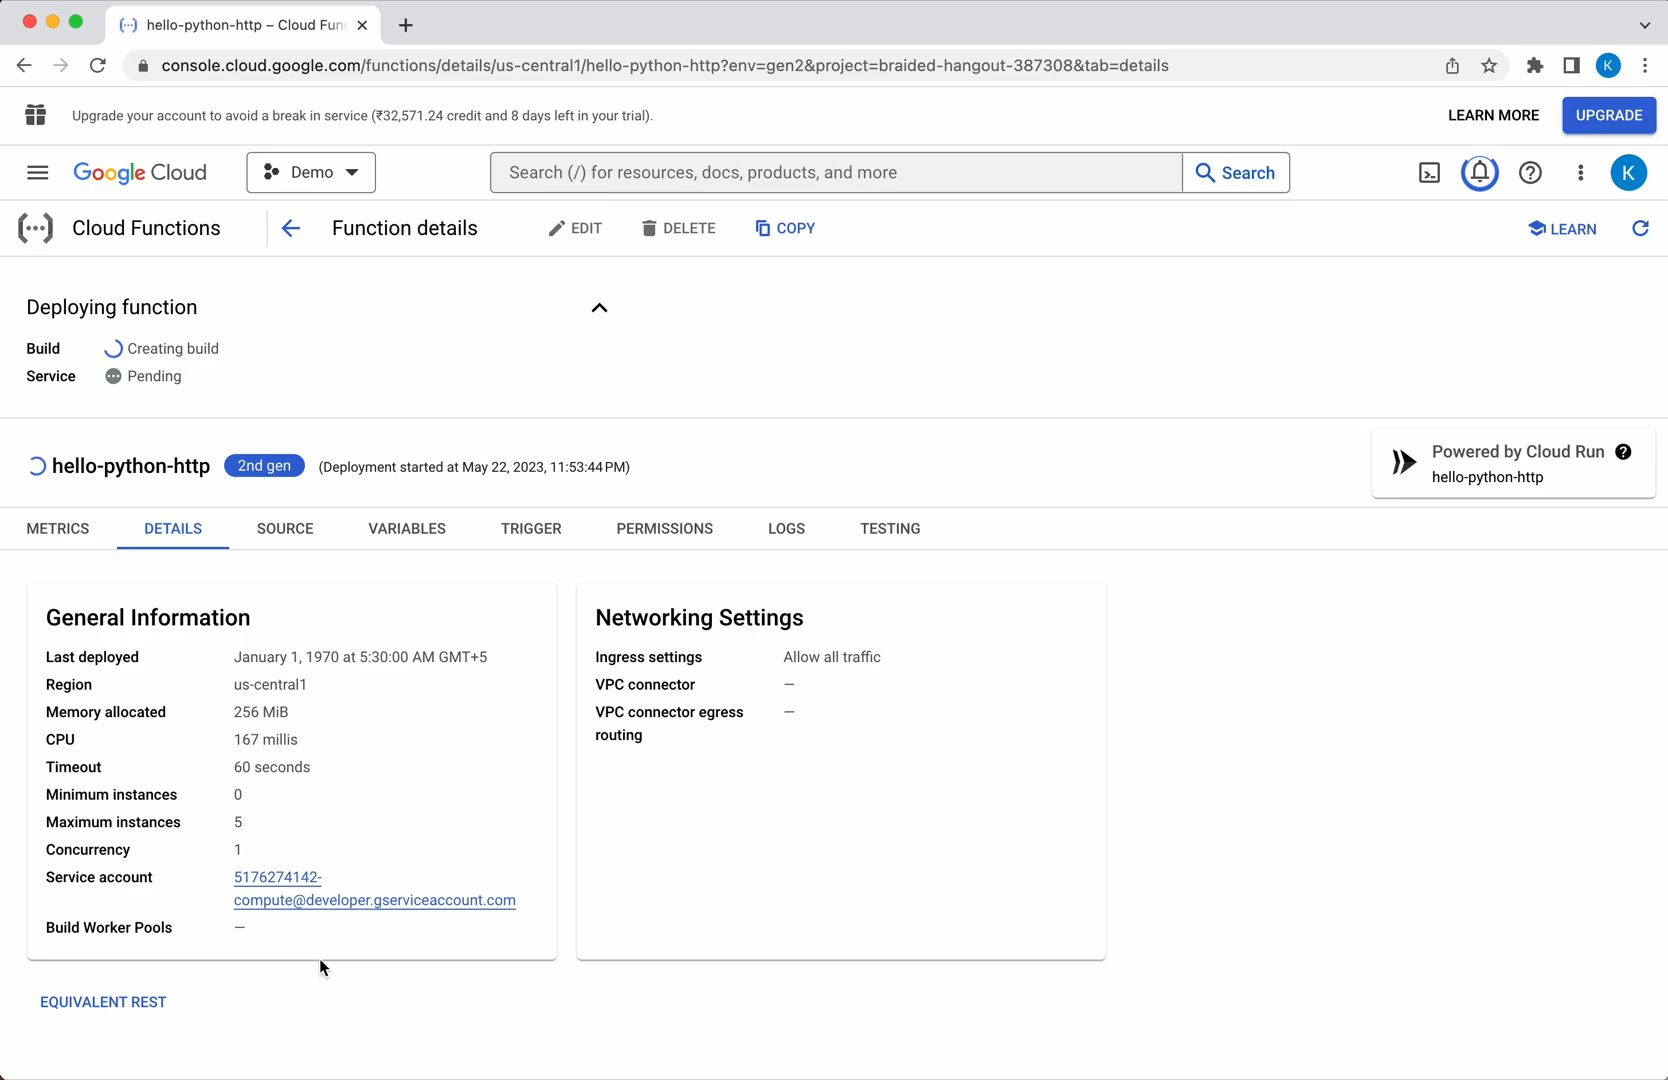 hello-python-http – Cloud Fun
console.cloud.google.com/functions/details/us-central1/hello-python-http?env=gen2&project=braided-hangout-387308&tab=details
K
Upgrade your account to avoid a break in service (₹32,571.24 credit and 8 days left in your trial).
LEARN MORE
UPGRADE
Google Cloud
Demo
Search (/) for resources, docs, products, and more
Search
K
Cloud Functions
Function details
EDIT
DELETE
COPY
LEARN
Deploying function
Build Creating build
Service Pending
hello-python-http 2nd gen (Deployment started at May 22, 2023, 11:53:44 PM)
Powered by Cloud Run
hello-python-http
METRICS DETAILS SOURCE VARIABLES TRIGGER PERMISSIONS LOGS TESTING
General Information
Last deployed January 1, 1970 at 5:30:00 AM GMT+5
Region us-central1
Memory allocated 256 MiB
CPU 167 millis
Timeout 60 seconds
Minimum instances 0
Maximum instances 5
Concurrency 1
Service account 5176274142-
compute@developer.gserviceaccount.com
Build Worker Pools —
Networking Settings
Ingress settings Allow all traffic
VPC connector —
VPC connector egress —
routing
EQUIVALENT REST